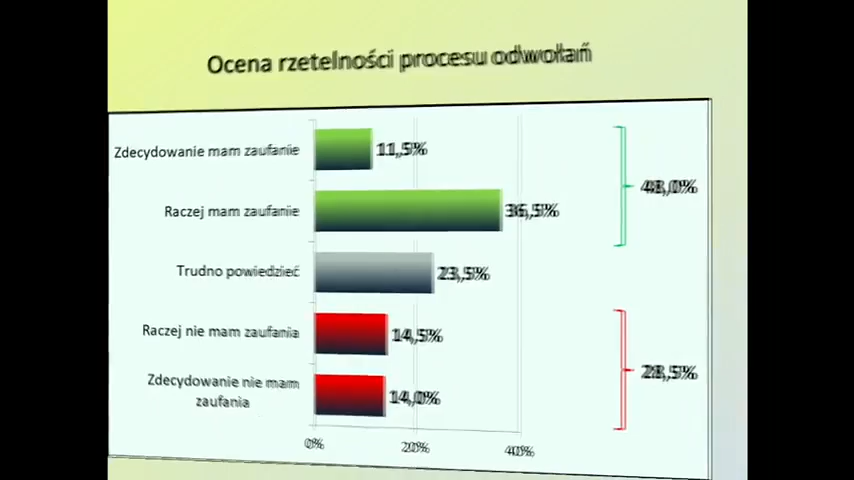 Ocena rzetelności procesu odwołań
Zdecydowanie mam zaufanie 11,5%
Raczej mam zaufanie 36,5%
48,0%
Trudno powiedzieć 23,5%
Raczej nie mam zaufania 14,5%
28,5%
Zdecydowanie nie mam
zaufania 14,0%
0% 20% 40%